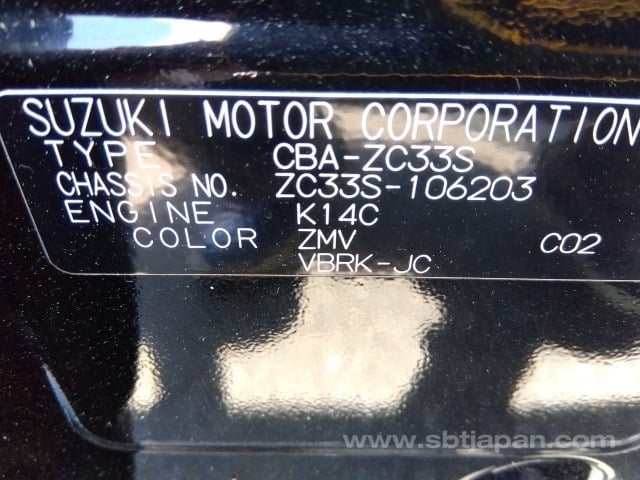 SUZUKI MOTOR CORPORATION
TYPE CBA-ZC33S
CHASSIS NO. ZC33S-106203
ENGINE K14C
COLOR ZMV C02
VBRK-JC
www.sbtjapan.com